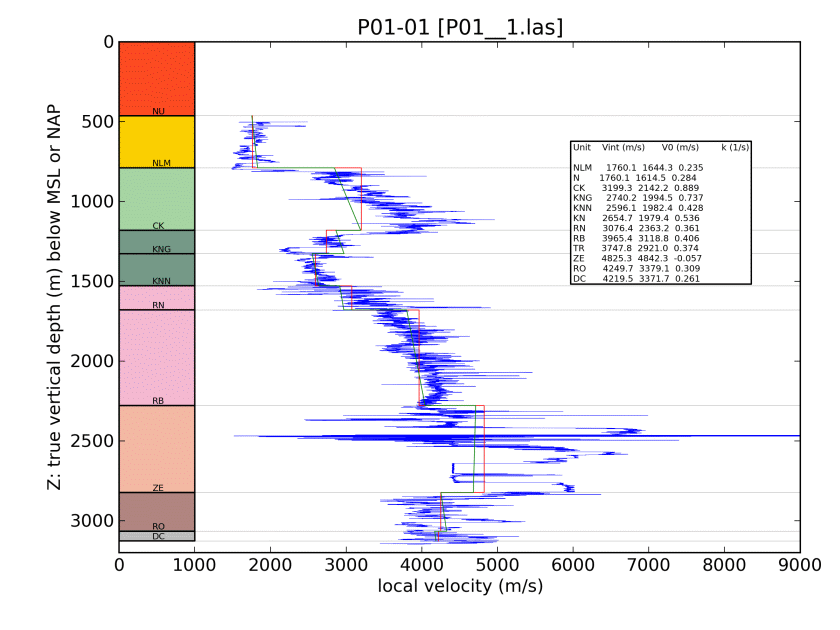 P01-01 [P01__1.las]
Z: true vertical depth (m) below MSL or NAP
0
500
1000
1500
2000
2500
3000
NU
NLM
CK
KNG
KNN
RN
RB
ZE
RO
DC
Unit Vint (m/s) V0 (m/s) k (1/s)
NLM 1760.1 1644.3 0.235
N 1760.1 1614.5 0.284
CK 3199.3 2142.2 0.889
KNG 2740.2 1994.5 0.737
KNN 2596.1 1982.4 0.428
KN 2654.7 1979.4 0.536
RN 3076.4 2363.2 0.361
RB 3965.4 3118.8 0.406
TR 3747.8 2921.0 0.374
ZE 4825.3 4842.3 -0.057
RO 4249.7 3379.1 0.309
DC 4219.5 3371.7 0.261
0 1000 2000 3000 4000 5000 6000 7000 8000 9000
local velocity (m/s)